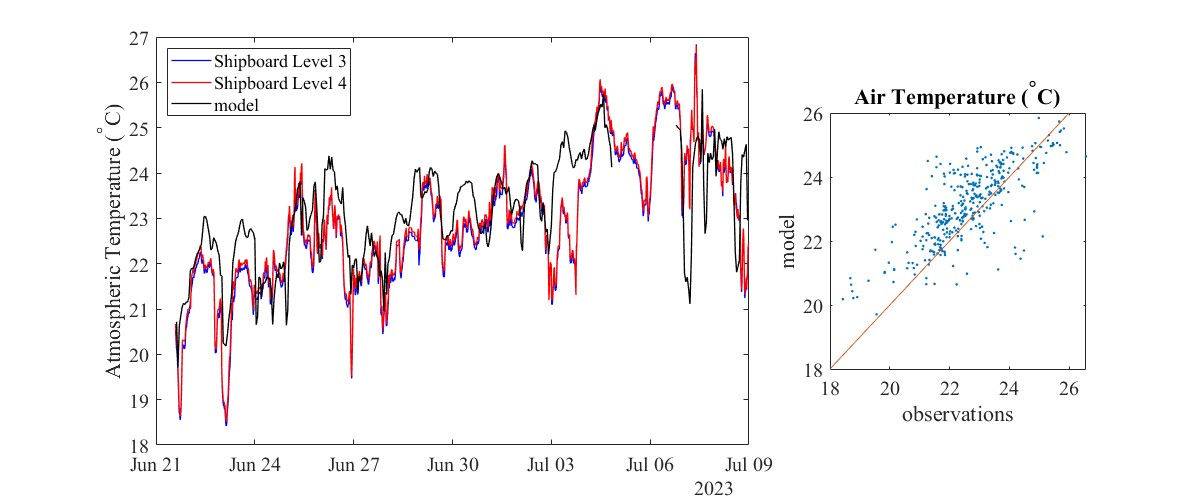 27
26
25
24
23
22
21
20
19
18
Atmospheric Temperature (°C)
Shipboard Level 3
Shipboard Level 4
model
Jun 21 Jun 24 Jun 27 Jun 30 Jul 03 Jul 06 Jul 09
2023
Air Temperature (°C)
26
24
22
20
18
model
18 20 22 24 26
observations